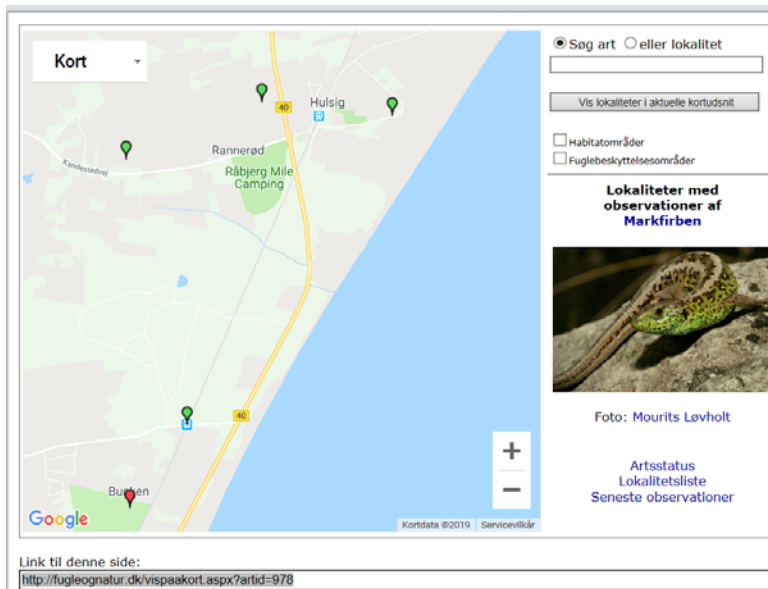 Kort
40
Hulsig
Rannerød
Kandestedvej
Råbjerg Mile
Camping
40
Google
Kortdata ©2019
Servicevilkår
Søg art
eller lokalitet
Vis lokaliteter i aktuelle kortudsnit
Habitatområder
Fuglebeskyttelsesområder
Lokaliteter med
observationer af
Markfirben
Foto: Mourits Løvholt
Artsstatus
Lokalitetsliste
Seneste observationer
Link til denne side:
http://fugleognatur.dk/vispaakort.aspx?artid=978